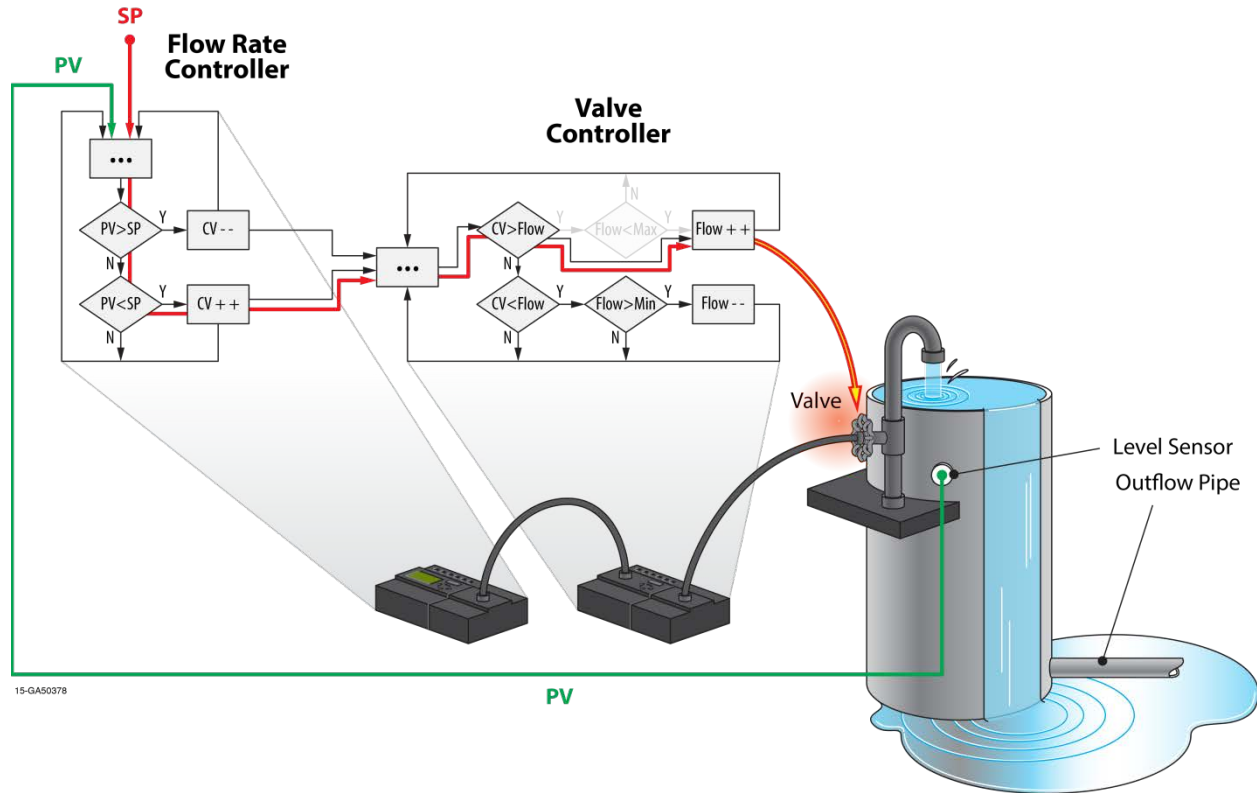 SP
Flow Rate
Controller
PV
Valve
Controller
•••
N
PV>SP
Y
CV - -
CV>Flow
Y
Flow<Max
Y
Flow + +
N
•••
N
PV<SP
Y
CV + +
CV<Flow
Y
Flow>Min
Y
Flow - -
N
N
N
Valve
Level Sensor
Outflow Pipe
15-GA50378
PV